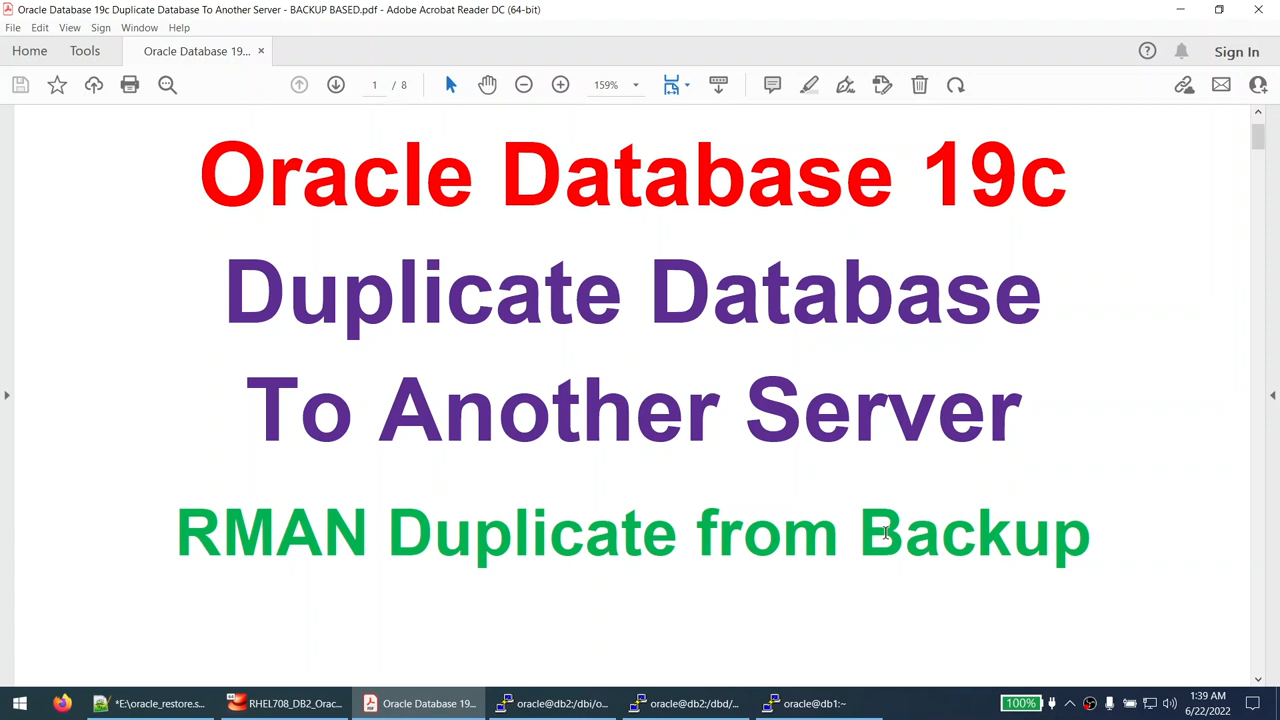 Oracle Database 19c Duplicate Database To Another Server - BACKUP BASED.pdf - Adobe Acrobat Reader DC (64-bit)
File Edit View Sign Window Help
Home Tools Oracle Database 19... × Sign In
1 / 8 159%
Oracle Database 19c
Duplicate Database
To Another Server
RMAN Duplicate from Backup
*E:\oracle_restore.s... RHEL708_DB2_Orac... Oracle Database 19... oracle@db2:/dbi/o... oracle@db2:/dbd/... oracle@db1:~ 100% 1:39 AM
6/22/2022